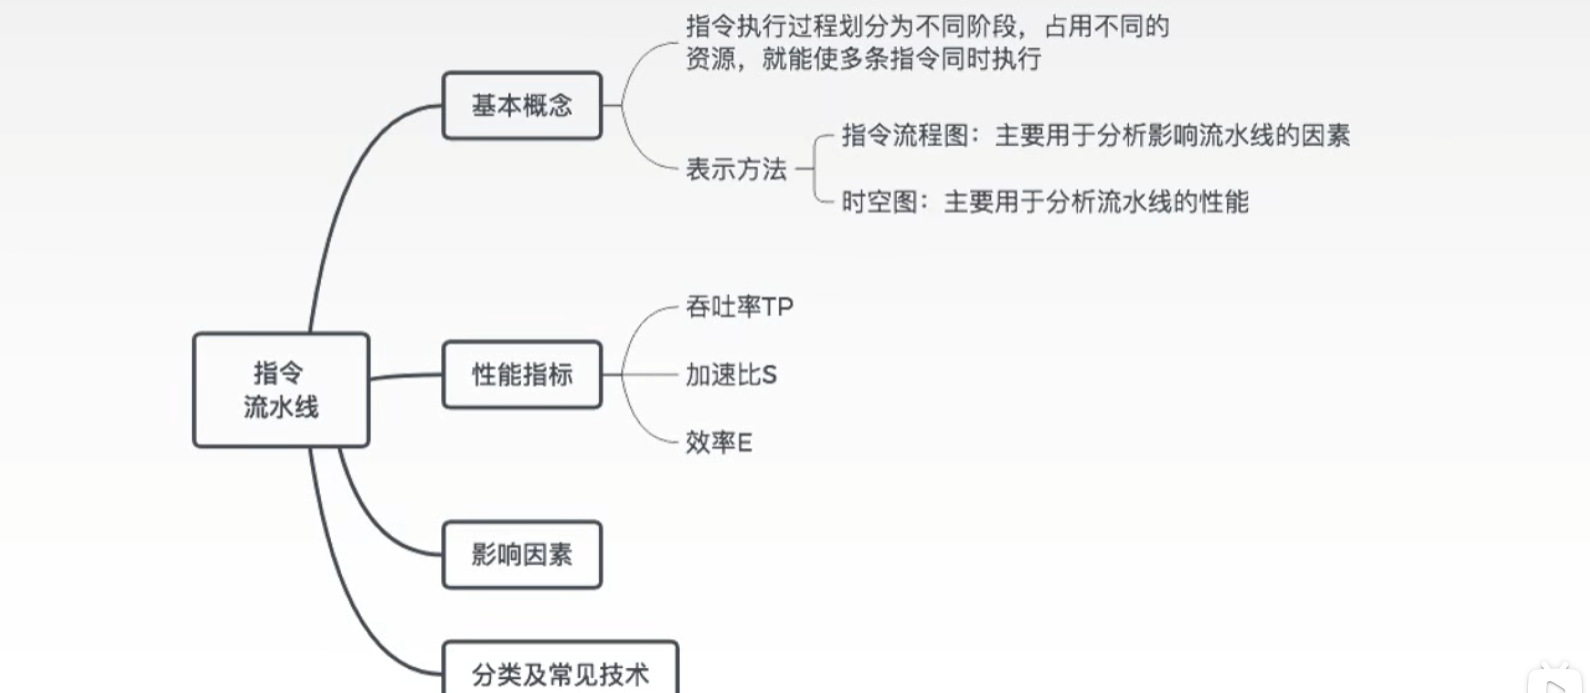 指令执行过程划分为不同阶段，占用不同的
资源，就能使多条指令同时执行
基本概念
指令流程图：主要用于分析影响流水线的因素
表示方法
时空图：主要用于分析流水线的性能
吞吐率TP
指令
流水线
性能指标
加速比S
效率E
影响因素
分类及常见技术